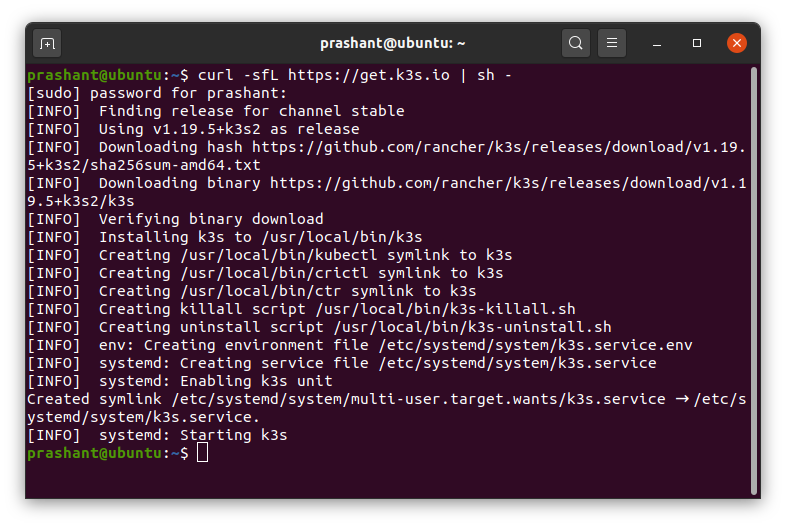 prashant@ubuntu: ~
prashant@ubuntu:~$ curl -sfL https://get.k3s.io | sh -
[sudo] password for prashant:
[INFO]  Finding release for channel stable
[INFO]  Using v1.19.5+k3s2 as release
[INFO]  Downloading hash https://github.com/rancher/k3s/releases/download/v1.19.
5+k3s2/sha256sum-amd64.txt
[INFO]  Downloading binary https://github.com/rancher/k3s/releases/download/v1.1
9.5+k3s2/k3s
[INFO]  Verifying binary download
[INFO]  Installing k3s to /usr/local/bin/k3s
[INFO]  Creating /usr/local/bin/kubectl symlink to k3s
[INFO]  Creating /usr/local/bin/crictl symlink to k3s
[INFO]  Creating /usr/local/bin/ctr symlink to k3s
[INFO]  Creating killall script /usr/local/bin/k3s-killall.sh
[INFO]  Creating uninstall script /usr/local/bin/k3s-uninstall.sh
[INFO]  env: Creating environment file /etc/systemd/system/k3s.service.env
[INFO]  systemd: Creating service file /etc/systemd/system/k3s.service
[INFO]  systemd: Enabling k3s unit
Created symlink /etc/systemd/system/multi-user.target.wants/k3s.service → /etc/s
ystemd/system/k3s.service.
[INFO]  systemd: Starting k3s
prashant@ubuntu:~$